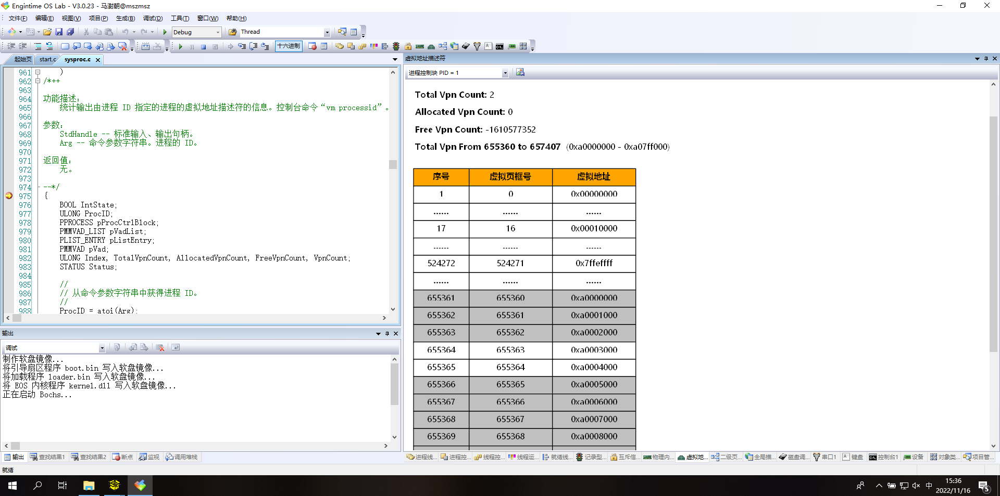 Engintime OS Lab - V3.0.23 - 马澍朝@mszmsz
文件(F) 编辑(E) 视图(V) 项目(P) 生成(B) 调试(D) 工具(T) 窗口(W) 帮助(H)
Debug Thread
十六进制
起始页 start.c sysproc.c
961 )
962 /*++
963
964 功能描述：
965 统计输出由进程 ID 指定的进程的虚拟地址描述符的信息。控制台命令“vm processid”。
966
967 参数：
968 StdHandle -- 标准输入、输出句柄。
969 Arg -- 命令参数字符串。进程的 ID。
970
971 返回值：
972 无。
973
974 --*/
975 {
976 BOOL IntState;
977 ULONG ProcID;
978 PPROCESS pProcCtrlBlock;
979 PMMVAD_LIST pVadList;
980 PLIST_ENTRY pListEntry;
981 PMMVAD pVad;
982 ULONG Index, TotalVpnCount, AllocatedVpnCount, FreeVpnCount, VpnCount;
983 STATUS Status;
984
985 //
986 // 从命令参数字符串中获得进程 ID。
987 //
988 ProcID = atoi(Arg);
输出
调试
制作软盘镜像...
将引导扇区程序 boot.bin 写入软盘镜像...
将加载程序 loader.bin 写入软盘镜像...
将 EOS 内核程序 kernel.dll 写入软盘镜像...
正在启动 Bochs...
输出 查找结果1 查找结果2 断点 监视 调用堆栈
就绪
虚拟地址描述符
进程控制块 PID = 1
Total Vpn Count: 2
Allocated Vpn Count: 0
Free Vpn Count: -1610577352
Total Vpn From 655360 to 657407 (0xa0000000 - 0xa07ff000)
序号 虚拟页框号 虚拟地址
1 0 0x00000000
...... ...... ......
17 16 0x00010000
...... ...... ......
524272 524271 0x7ffeffff
...... ...... ......
655361 655360 0xa0000000
655362 655361 0xa0001000
655363 655362 0xa0002000
655364 655363 0xa0003000
655365 655364 0xa0004000
655366 655365 0xa0005000
655367 655366 0xa0006000
655368 655367 0xa0007000
655369 655368 0xa0008000
进程线... 进程控... 线程控... 线程运... 就绪线... 记录型... 互斥信... 物理内... 虚拟地... 二级页... 全局描... 磁盘调... 串口1 键盘 控制台1 设备 对象类... 项目管...
中
15:36
2022/11/16
5